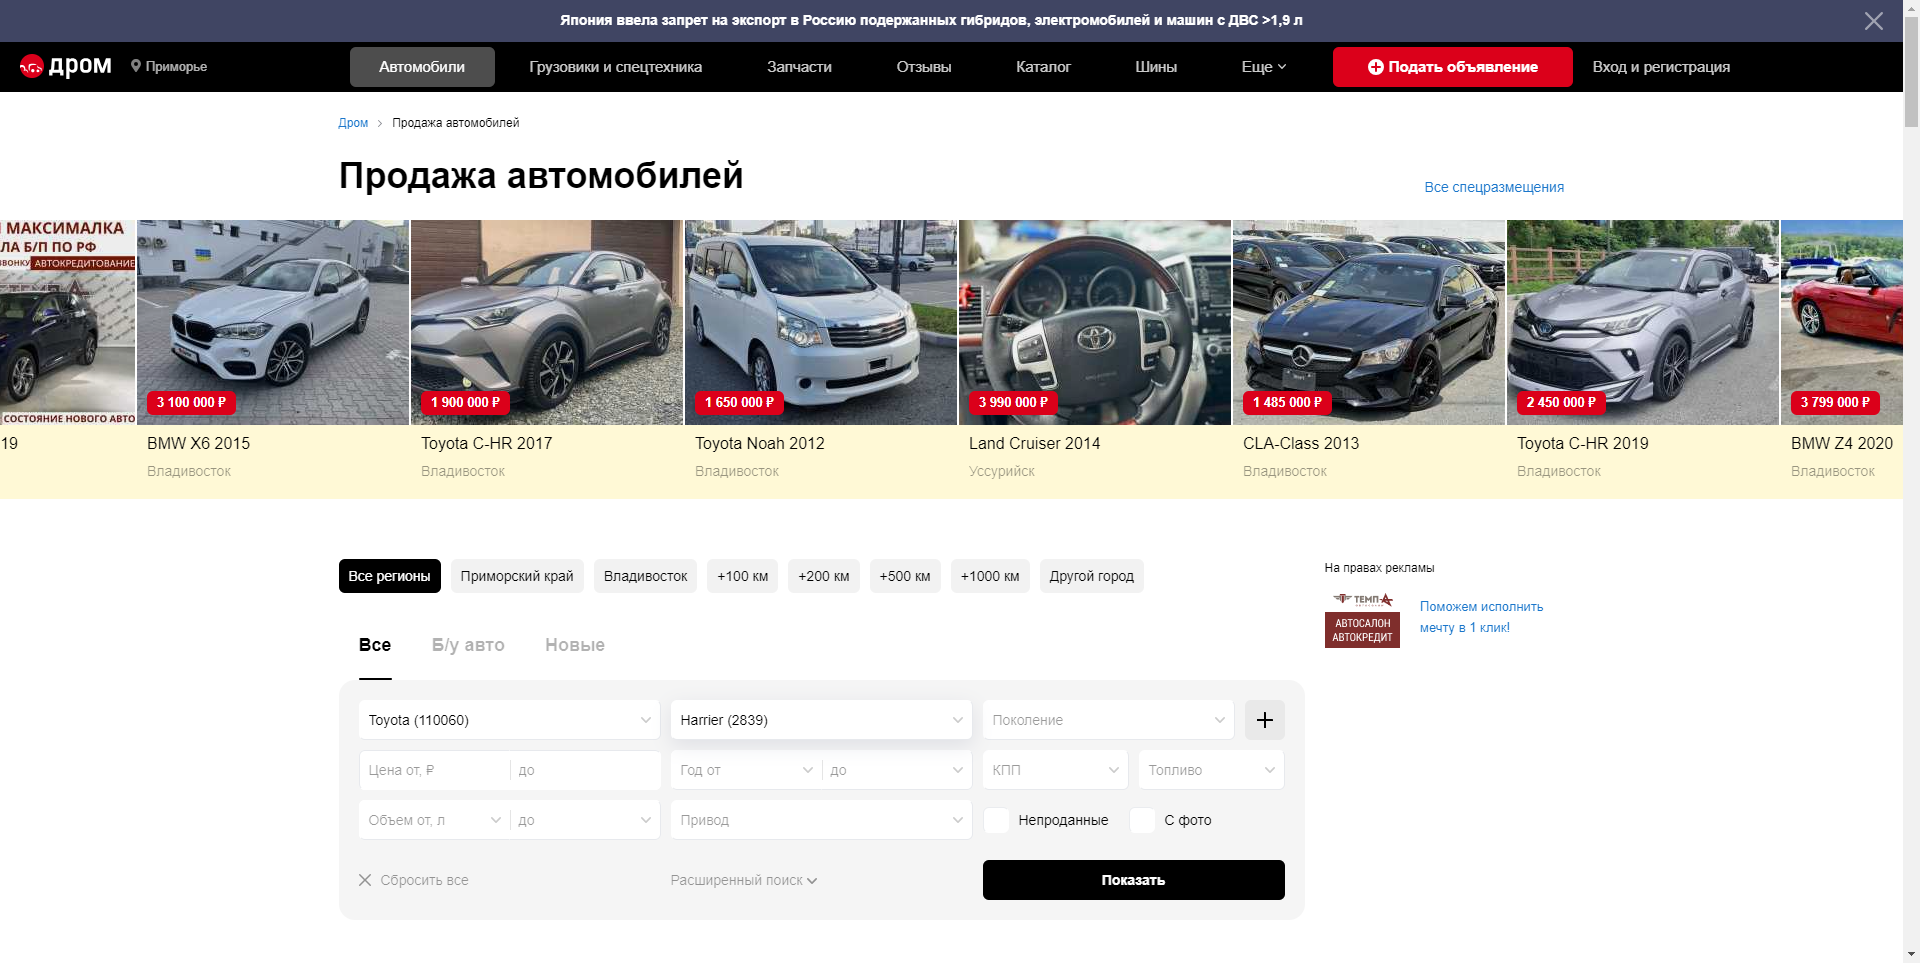 Япония ввела запрет на экспорт в Россию подержанных гибридов, электромобилей и машин с ДВС >1,9 л
дром
Приморье
Автомобили
Грузовики и спецтехника
Запчасти
Отзывы
Каталог
Шины
Еще
Подать объявление
Вход и регистрация
Дром > Продажа автомобилей
Продажа автомобилей
Все спецразмещения
МАКСИМАЛКА
ЛА Б/П ПО РФ
ЗВОНКУ АВТОКРЕДИТОВАНИЕ
СОСТОЯНИЕ НОВОГО АВТО
19
3 100 000 ₽
BMW X6 2015
Владивосток
1 900 000 ₽
Toyota C-HR 2017
Владивосток
1 650 000 ₽
Toyota Noah 2012
Владивосток
3 990 000 ₽
Land Cruiser 2014
Уссурийск
1 485 000 ₽
CLA-Class 2013
Владивосток
2 450 000 ₽
Toyota C-HR 2019
Владивосток
3 799 000 ₽
BMW Z4 2020
Владивосток
Все регионы
Приморский край
Владивосток
+100 км
+200 км
+500 км
+1000 км
Другой город
На правах рекламы
ТЕМП А
АВТОСАЛОН
АВТОКРЕДИТ
Поможем исполнить
мечту в 1 клик!
Все
Б/у авто
Новые
Toyota (110060)
Harrier (2839)
Поколение
Цена от, ₽
до
Год от
до
КПП
Топливо
Объем от, л
до
Привод
Непроданные
С фото
Сбросить все
Расширенный поиск
Показать